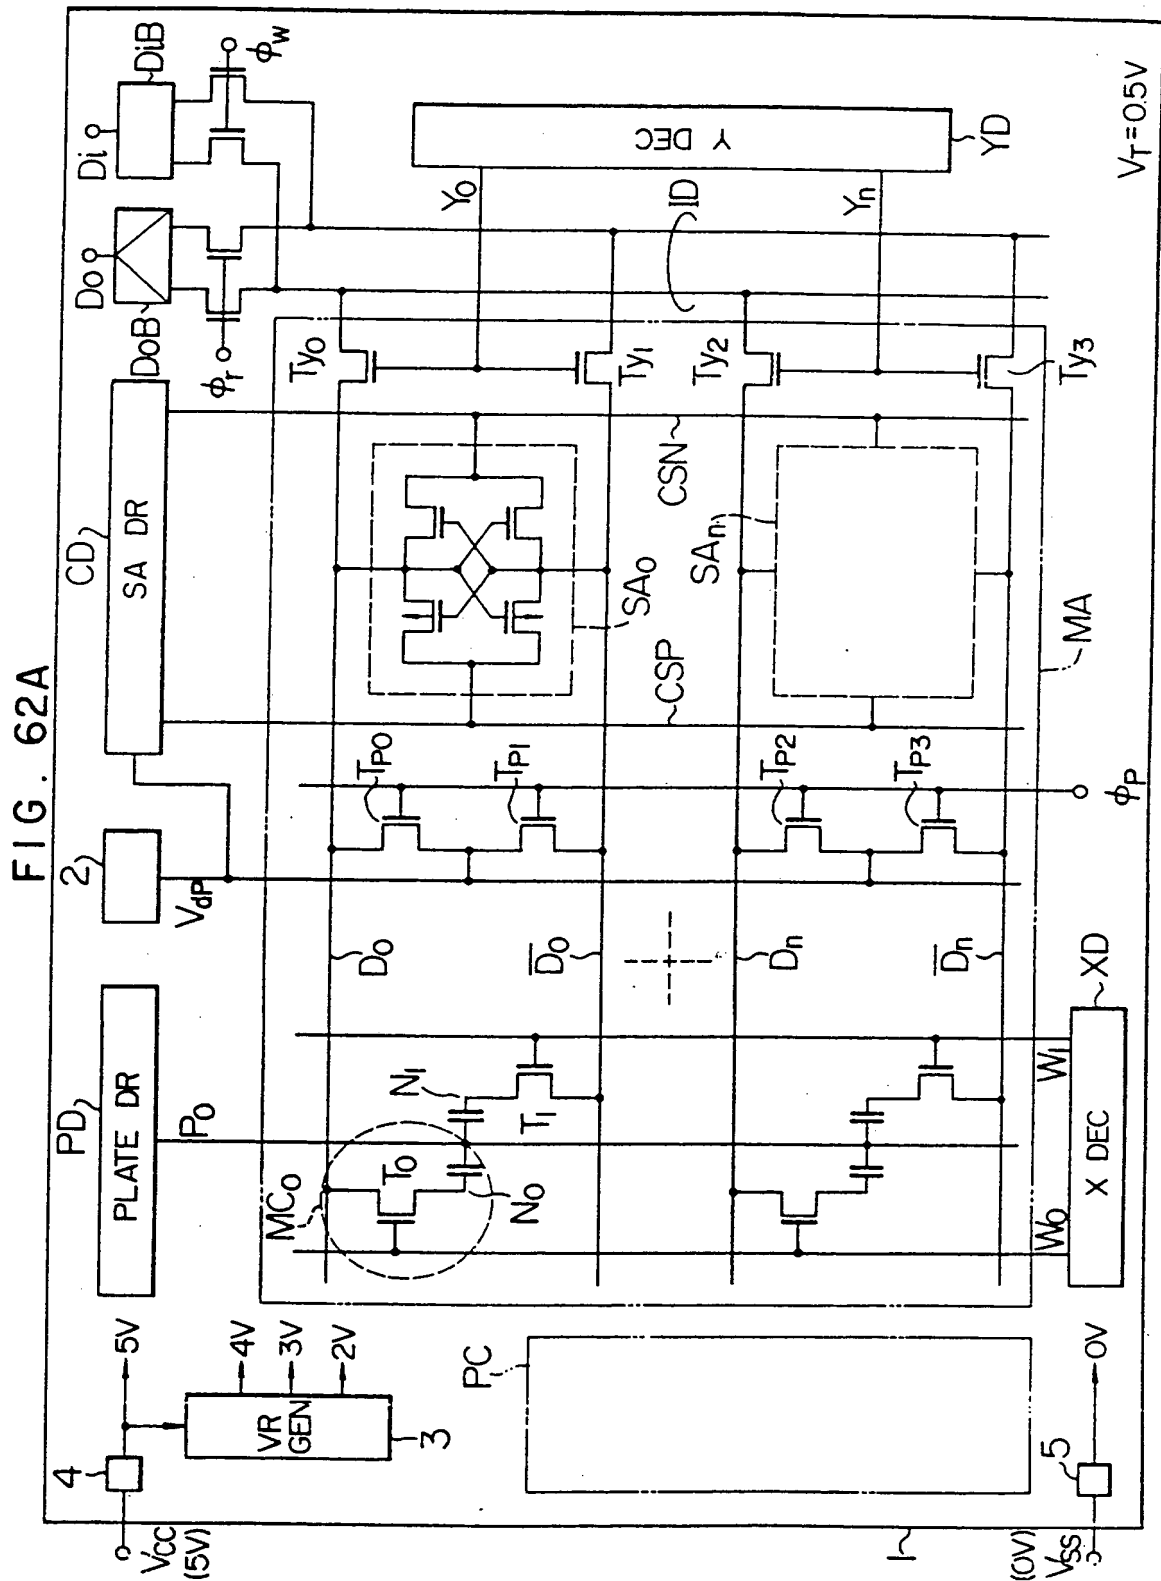 FIG. 62A
VCC
(5V)
4
5V
VR
GEN
3
4V
3V
2V
PD
PLATE DR
P0
2
VdP
CD
SA DR
DoB
Do
ϕr
Di
DiB
ϕW
MC0
T0
N0
N1
T1
D0
D̅0
TP0
TP1
CSP
SA0
CSN
Ty0
Ty1
Y0
Y DEC
YD
ID
Yn
PC
Dn
D̅n
TP2
TP3
SAn
Ty2
Ty3
MA
1
(0V)
VSS
5
0V
W0
W1
X DEC
XD
ϕP
VT=0.5V